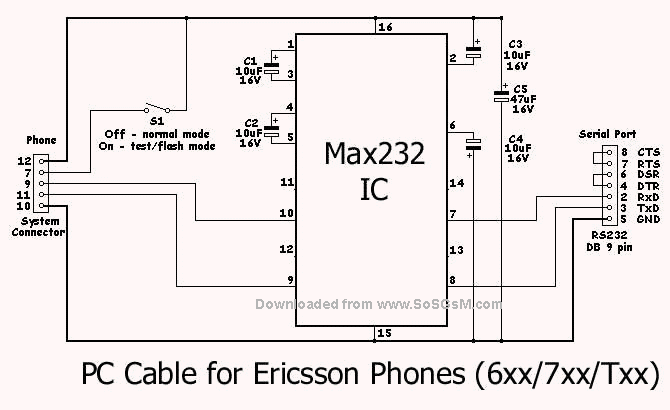 16
1
C1
10uF
16V
3
4
C2
10uF
16V
5
11
10
12
9
15
Max232
IC
2
6
14
7
13
8
+
C3
10uF
16V
+
C5
47uF
16V
C4
10uF
16V
+
+
+
S1
Off - normal mode
On - test/flash mode
Phone
12
7
9
11
10
System
Connector
Serial Port
8 CTS
7 RTS
6 DSR
4 DTR
2 RxD
3 TxD
5 GND
RS232
DB 9 pin
Downloaded from www.SoSGsM.com
PC Cable for Ericsson Phones (6xx/7xx/Txx)